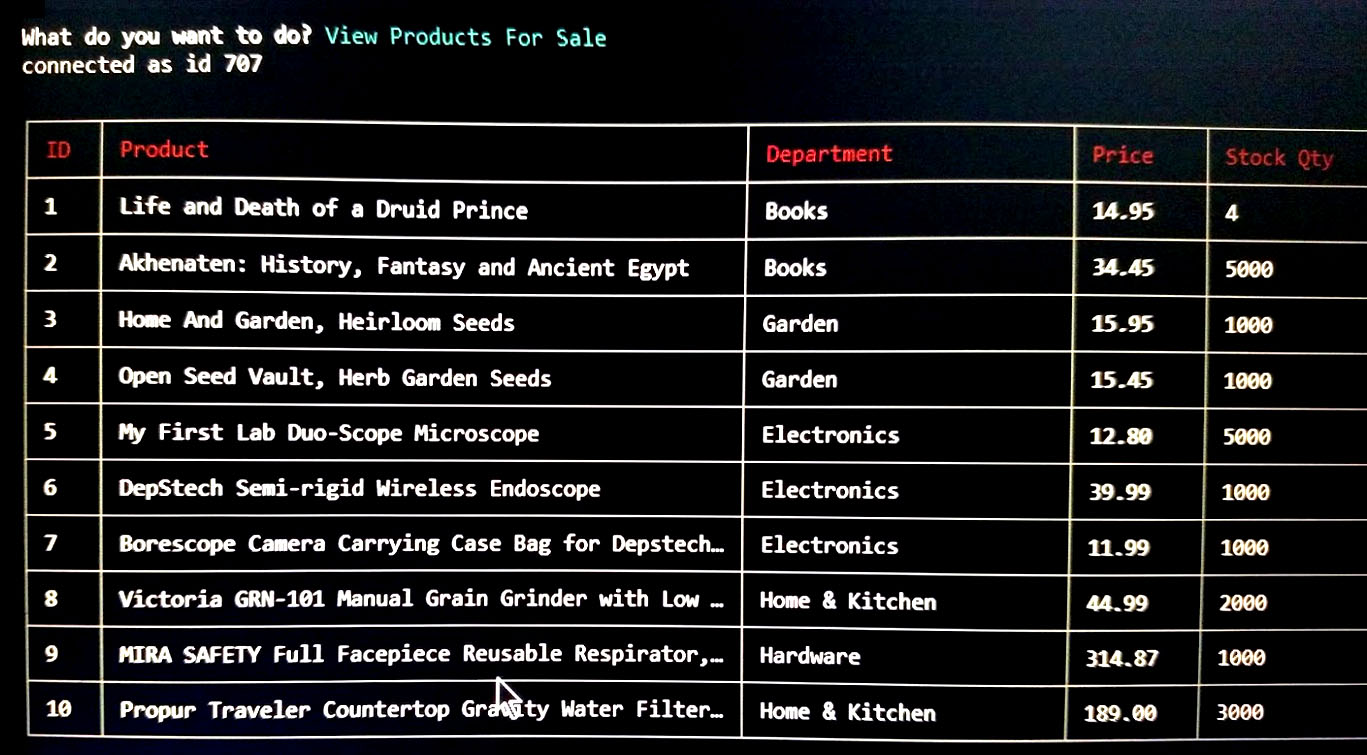 What do you want to do? View Products For Sale
connected as id 707
ID Product Department Price Stock Qty
1 Life and Death of a Druid Prince Books 14.95 4
2 Akhenaten: History, Fantasy and Ancient Egypt Books 34.45 5000
3 Home And Garden, Heirloom Seeds Garden 15.95 1000
4 Open Seed Vault, Herb Garden Seeds Garden 15.45 1000
5 My First Lab Duo-Scope Microscope Electronics 12.80 5000
6 DepStech Semi-rigid Wireless Endoscope Electronics 39.99 1000
7 Borescope Camera Carrying Case Bag for Depstech… Electronics 11.99 1000
8 Victoria GRN-101 Manual Grain Grinder with Low … Home & Kitchen 44.99 2000
9 MIRA SAFETY Full Facepiece Reusable Respirator,… Hardware 314.87 1000
10 Propur Traveler Countertop Gravity Water Filter… Home & Kitchen 189.00 3000